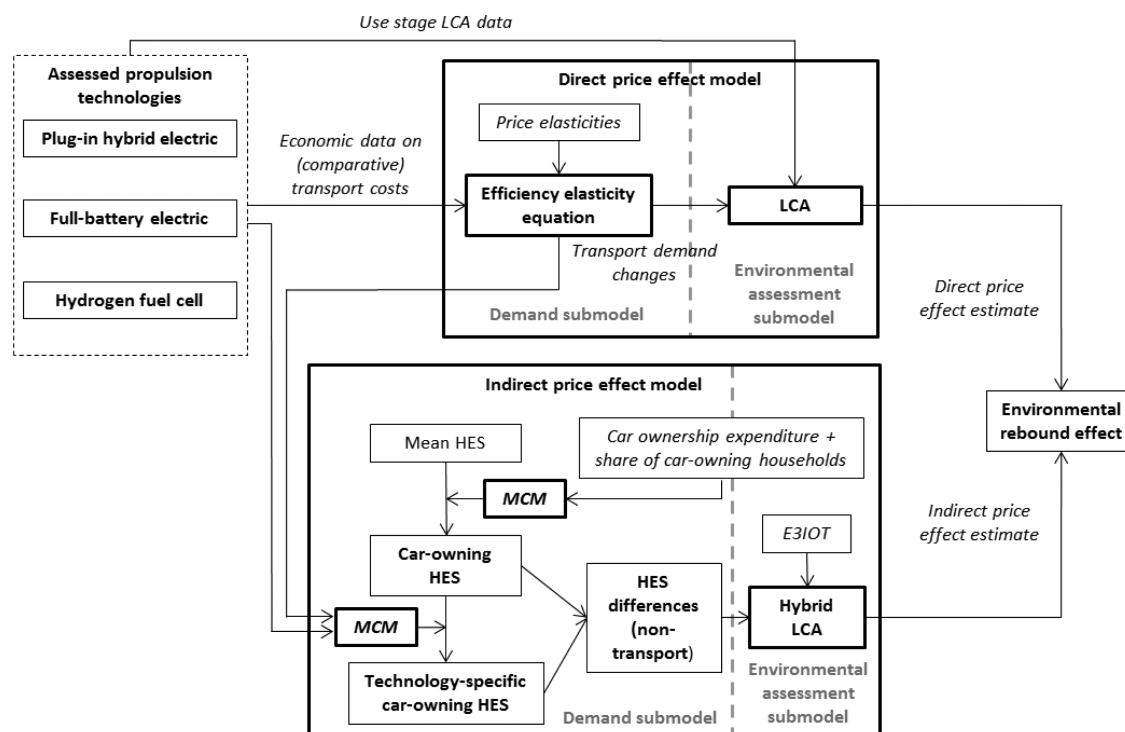 Use stage LCA data
Assessed propulsion
technologies
Plug-in hybrid electric
Full-battery electric
Hydrogen fuel cell
Economic data on
(comparative)
transport costs
Direct price effect model
Price elasticities
Efficiency elasticity
equation
LCA
Transport demand
changes
Demand submodel
Environmental
assessment
submodel
Direct price
effect estimate
Indirect price effect model
Mean HES
Car ownership expenditure +
share of car-owning households
MCM
Car-owning
HES
MCM
Technology-specific
car-owning HES
HES
differences
(non-
transport)
E3IOT
Hybrid
LCA
Demand submodel
Environmental
assessment
submodel
Environmental
rebound effect
Indirect price
effect estimate